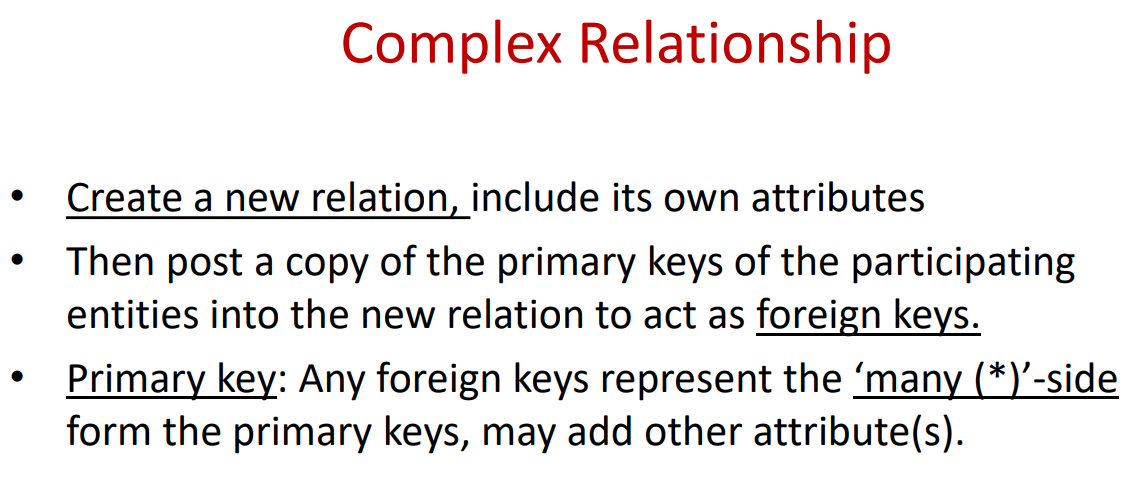 Complex Relationship
• Create a new relation, include its own attributes
• Then post a copy of the primary keys of the participating
entities into the new relation to act as foreign keys.
• Primary key: Any foreign keys represent the ‘many (*)’-side
form the primary keys, may add other attribute(s).